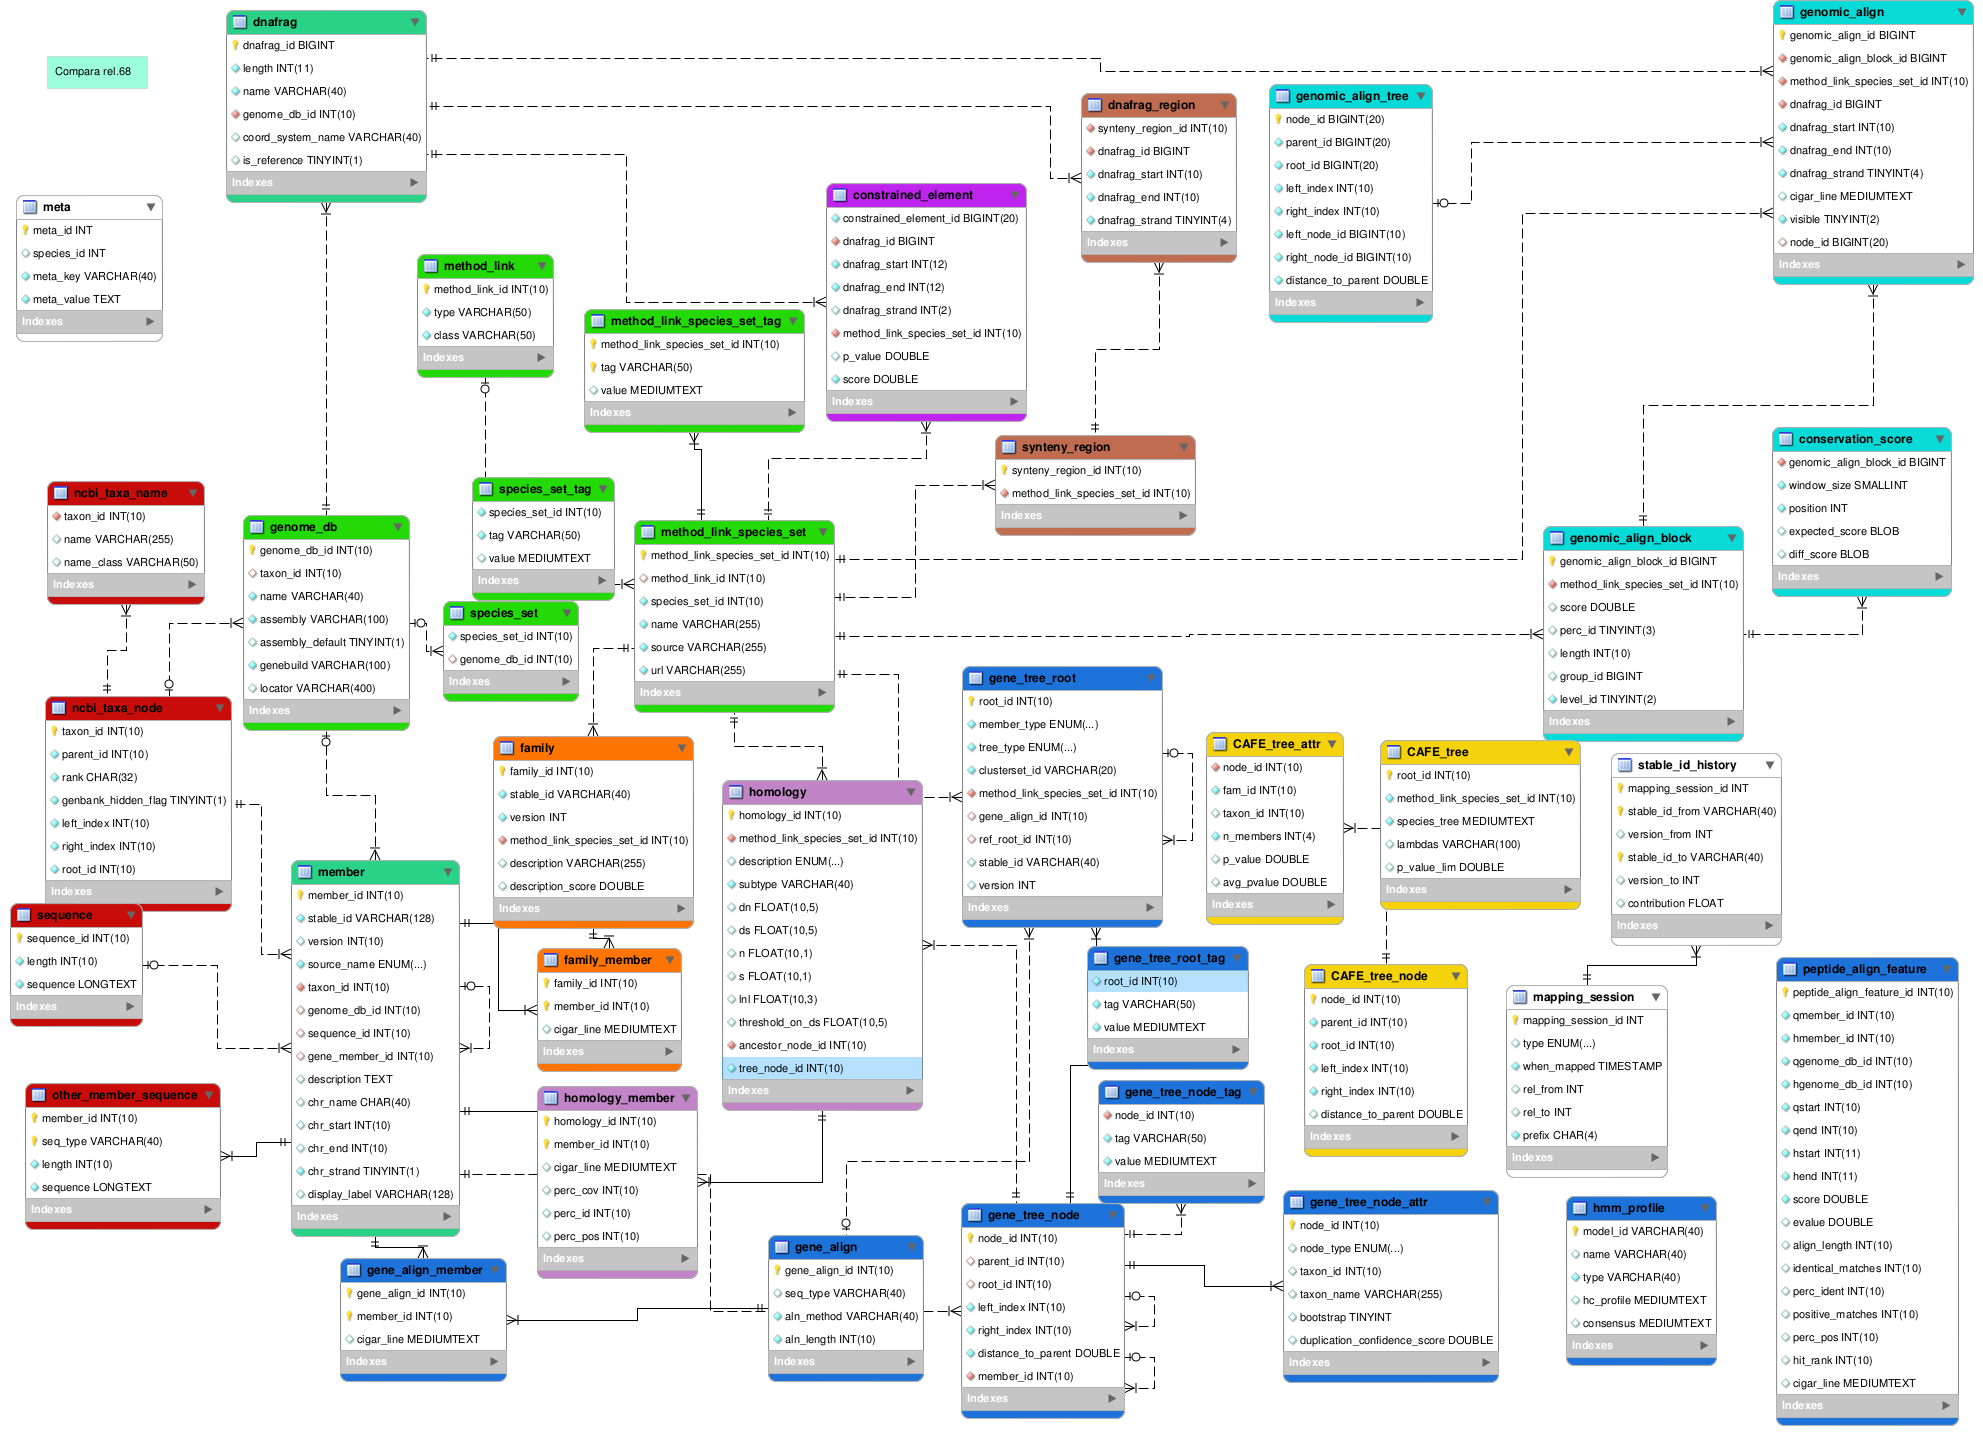 Compara rel.68
dnafrag
dnafrag_id BIGINT
length INT(11)
name VARCHAR(40)
genome_db_id INT(10)
coord_system_name VARCHAR(40)
is_reference TINYINT(1)
Indexes
genomic_align
genomic_align_id BIGINT
genomic_align_block_id BIGINT
method_link_species_set_id INT(10)
dnafrag_id BIGINT
dnafrag_start INT(10)
dnafrag_end INT(10)
dnafrag_strand TINYINT(4)
cigar_line MEDIUMTEXT
visible TINYINT(2)
node_id BIGINT(20)
Indexes
dnafrag_region
synteny_region_id INT(10)
dnafrag_id BIGINT
dnafrag_start INT(10)
dnafrag_end INT(10)
dnafrag_strand TINYINT(4)
Indexes
genomic_align_tree
node_id BIGINT(20)
parent_id BIGINT(20)
root_id BIGINT(20)
left_index INT(10)
right_index INT(10)
left_node_id BIGINT(10)
right_node_id BIGINT(10)
distance_to_parent DOUBLE
Indexes
meta
meta_id INT
species_id INT
meta_key VARCHAR(40)
meta_value TEXT
Indexes
constrained_element
constrained_element_id BIGINT(20)
dnafrag_id BIGINT
dnafrag_start INT(12)
dnafrag_end INT(12)
dnafrag_strand INT(2)
method_link_species_set_id INT(10)
p_value DOUBLE
score DOUBLE
Indexes
method_link
method_link_id INT(10)
type VARCHAR(50)
class VARCHAR(50)
Indexes
method_link_species_set_tag
method_link_species_set_id INT(10)
tag VARCHAR(50)
value MEDIUMTEXT
Indexes
synteny_region
synteny_region_id INT(10)
method_link_species_set_id INT(10)
Indexes
conservation_score
genomic_align_block_id BIGINT
window_size SMALLINT
position INT
expected_score BLOB
diff_score BLOB
Indexes
ncbi_taxa_name
taxon_id INT(10)
name VARCHAR(255)
name_class VARCHAR(50)
Indexes
genome_db
genome_db_id INT(10)
taxon_id INT(10)
name VARCHAR(40)
assembly VARCHAR(100)
assembly_default TINYINT(1)
genebuild VARCHAR(100)
locator VARCHAR(400)
Indexes
species_set_tag
species_set_id INT(10)
tag VARCHAR(50)
value MEDIUMTEXT
Indexes
species_set
species_set_id INT(10)
genome_db_id INT(10)
Indexes
method_link_species_set
method_link_species_set_id INT(10)
method_link_id INT(10)
species_set_id INT(10)
name VARCHAR(255)
source VARCHAR(255)
url VARCHAR(255)
Indexes
genomic_align_block
genomic_align_block_id BIGINT
method_link_species_set_id INT(10)
score DOUBLE
perc_id TINYINT(3)
length INT(10)
group_id BIGINT
level_id TINYINT(2)
Indexes
ncbi_taxa_node
taxon_id INT(10)
parent_id INT(10)
rank CHAR(32)
genbank_hidden_flag TINYINT(1)
left_index INT(10)
right_index INT(10)
root_id INT(10)
Indexes
family
family_id INT(10)
stable_id VARCHAR(40)
version INT
method_link_species_set_id INT(10)
description VARCHAR(255)
description_score DOUBLE
Indexes
homology
homology_id INT(10)
method_link_species_set_id INT(10)
description ENUM(...)
subtype VARCHAR(40)
dn FLOAT(10,5)
ds FLOAT(10,5)
n FLOAT(10,1)
s FLOAT(10,1)
lnl FLOAT(10,3)
threshold_on_ds FLOAT(10,5)
ancestor_node_id INT(10)
tree_node_id INT(10)
Indexes
gene_tree_root
root_id INT(10)
member_type ENUM(...)
tree_type ENUM(...)
clusterset_id VARCHAR(20)
method_link_species_set_id INT(10)
gene_align_id INT(10)
ref_root_id INT(10)
stable_id VARCHAR(40)
version INT
Indexes
CAFE_tree_attr
node_id INT(10)
fam_id INT(10)
taxon_id INT(10)
n_members INT(4)
p_value DOUBLE
avg_pvalue DOUBLE
Indexes
CAFE_tree
root_id INT(10)
method_link_species_set_id INT(10)
species_tree MEDIUMTEXT
lambdas VARCHAR(100)
p_value_lim DOUBLE
Indexes
stable_id_history
mapping_session_id INT
stable_id_from VARCHAR(40)
version_from INT
stable_id_to VARCHAR(40)
version_to INT
contribution FLOAT
Indexes
member
member_id INT(10)
stable_id VARCHAR(128)
version INT(10)
source_name ENUM(...)
taxon_id INT(10)
genome_db_id INT(10)
sequence_id INT(10)
gene_member_id INT(10)
description TEXT
chr_name CHAR(40)
chr_start INT(10)
chr_end INT(10)
chr_strand TINYINT(1)
display_label VARCHAR(128)
Indexes
sequence
sequence_id INT(10)
length INT(10)
sequence LONGTEXT
Indexes
family_member
family_id INT(10)
member_id INT(10)
cigar_line MEDIUMTEXT
Indexes
gene_tree_root_tag
root_id INT(10)
tag VARCHAR(50)
value MEDIUMTEXT
Indexes
CAFE_tree_node
node_id INT(10)
parent_id INT(10)
root_id INT(10)
left_index INT(10)
right_index INT(10)
distance_to_parent DOUBLE
Indexes
mapping_session
mapping_session_id INT
type ENUM(...)
when_mapped TIMESTAMP
rel_from INT
rel_to INT
prefix CHAR(4)
Indexes
peptide_align_feature
peptide_align_feature_id INT(10)
qmember_id INT(10)
hmember_id INT(10)
qgenome_db_id INT(10)
hgenome_db_id INT(10)
qstart INT(10)
qend INT(10)
hstart INT(11)
hend INT(11)
score DOUBLE
evalue DOUBLE
align_length INT(10)
identical_matches INT(10)
perc_ident INT(10)
positive_matches INT(10)
perc_pos INT(10)
hit_rank INT(10)
cigar_line MEDIUMTEXT
Indexes
other_member_sequence
member_id INT(10)
seq_type VARCHAR(40)
length INT(10)
sequence LONGTEXT
Indexes
homology_member
homology_id INT(10)
member_id INT(10)
cigar_line MEDIUMTEXT
perc_cov INT(10)
perc_id INT(10)
perc_pos INT(10)
Indexes
gene_tree_node_tag
node_id INT(10)
tag VARCHAR(50)
value MEDIUMTEXT
Indexes
gene_align_member
gene_align_id INT(10)
member_id INT(10)
cigar_line MEDIUMTEXT
Indexes
gene_align
gene_align_id INT(10)
seq_type VARCHAR(40)
aln_method VARCHAR(40)
aln_length INT(10)
Indexes
gene_tree_node
node_id INT(10)
parent_id INT(10)
root_id INT(10)
left_index INT(10)
right_index INT(10)
distance_to_parent DOUBLE
member_id INT(10)
Indexes
gene_tree_node_attr
node_id INT(10)
node_type ENUM(...)
taxon_id INT(10)
taxon_name VARCHAR(255)
bootstrap TINYINT
duplication_confidence_score DOUBLE
Indexes
hmm_profile
model_id VARCHAR(40)
name VARCHAR(40)
type VARCHAR(40)
hc_profile MEDIUMTEXT
consensus MEDIUMTEXT
Indexes